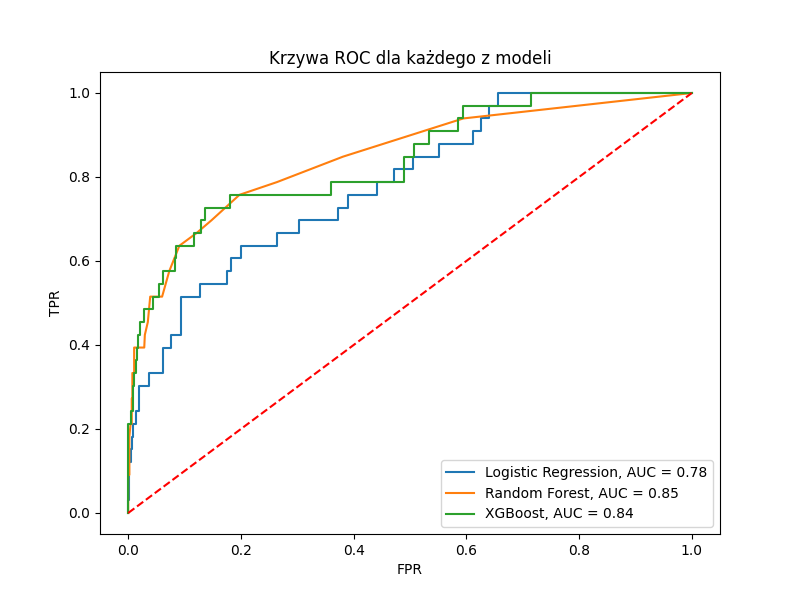 Krzywa ROC dla każdego z modeli
TPR
1.0
0.8
0.6
0.4
0.2
0.0
0.0 0.2 0.4 0.6 0.8 1.0
FPR
Logistic Regression, AUC = 0.78
Random Forest, AUC = 0.85
XGBoost, AUC = 0.84